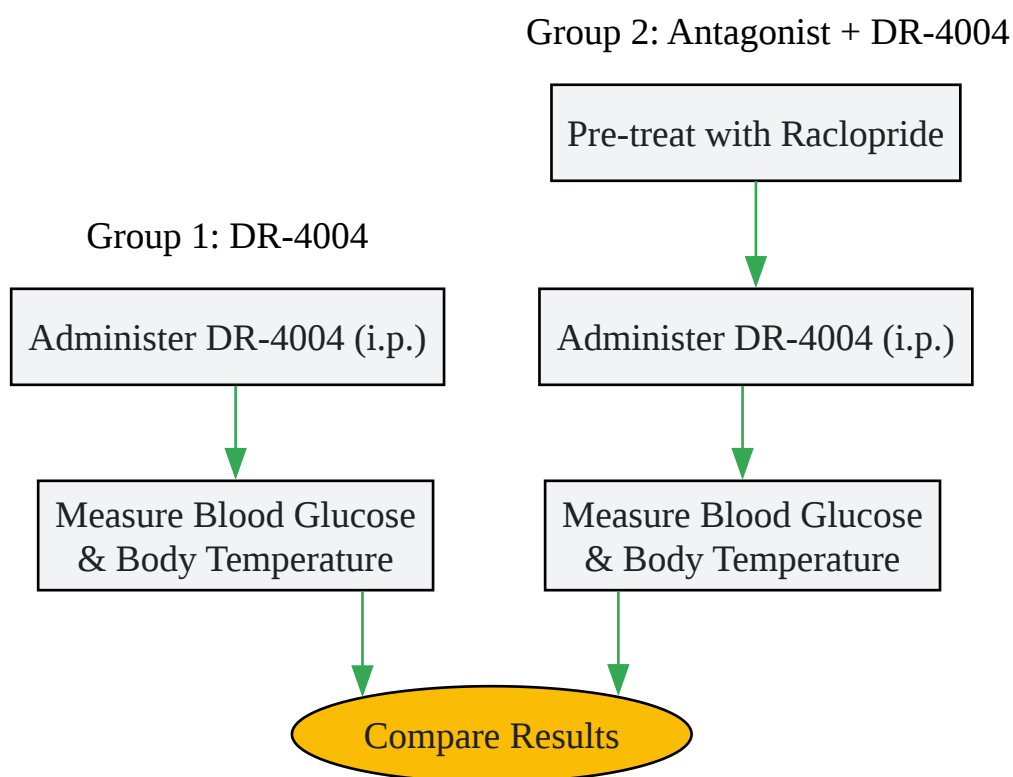 Group 2: Antagonist + DR-4004
Pre-treat with Raclopride
Group 1: DR-4004
Administer DR-4004 (i.p.)
Administer DR-4004 (i.p.)
Measure Blood Glucose
& Body Temperature
Measure Blood Glucose
& Body Temperature
Compare Results